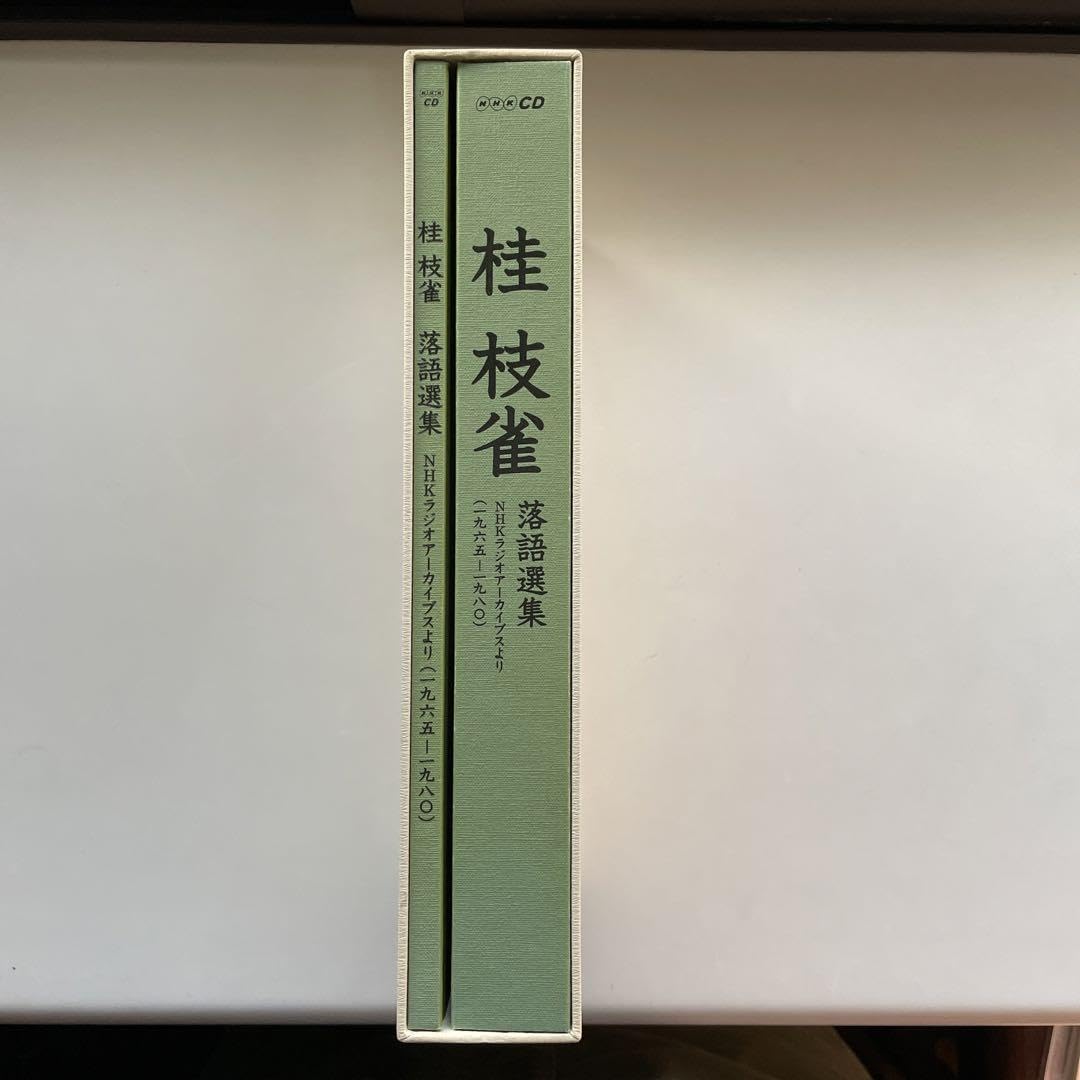 NHK
CD
桂 枝雀 落語選集 NHKラジオアーカイブスより(一九六五―一九八〇)
NHK CD
桂 枝雀
落語選集
NHKラジオアーカイブスより
(一九六五―一九八〇)